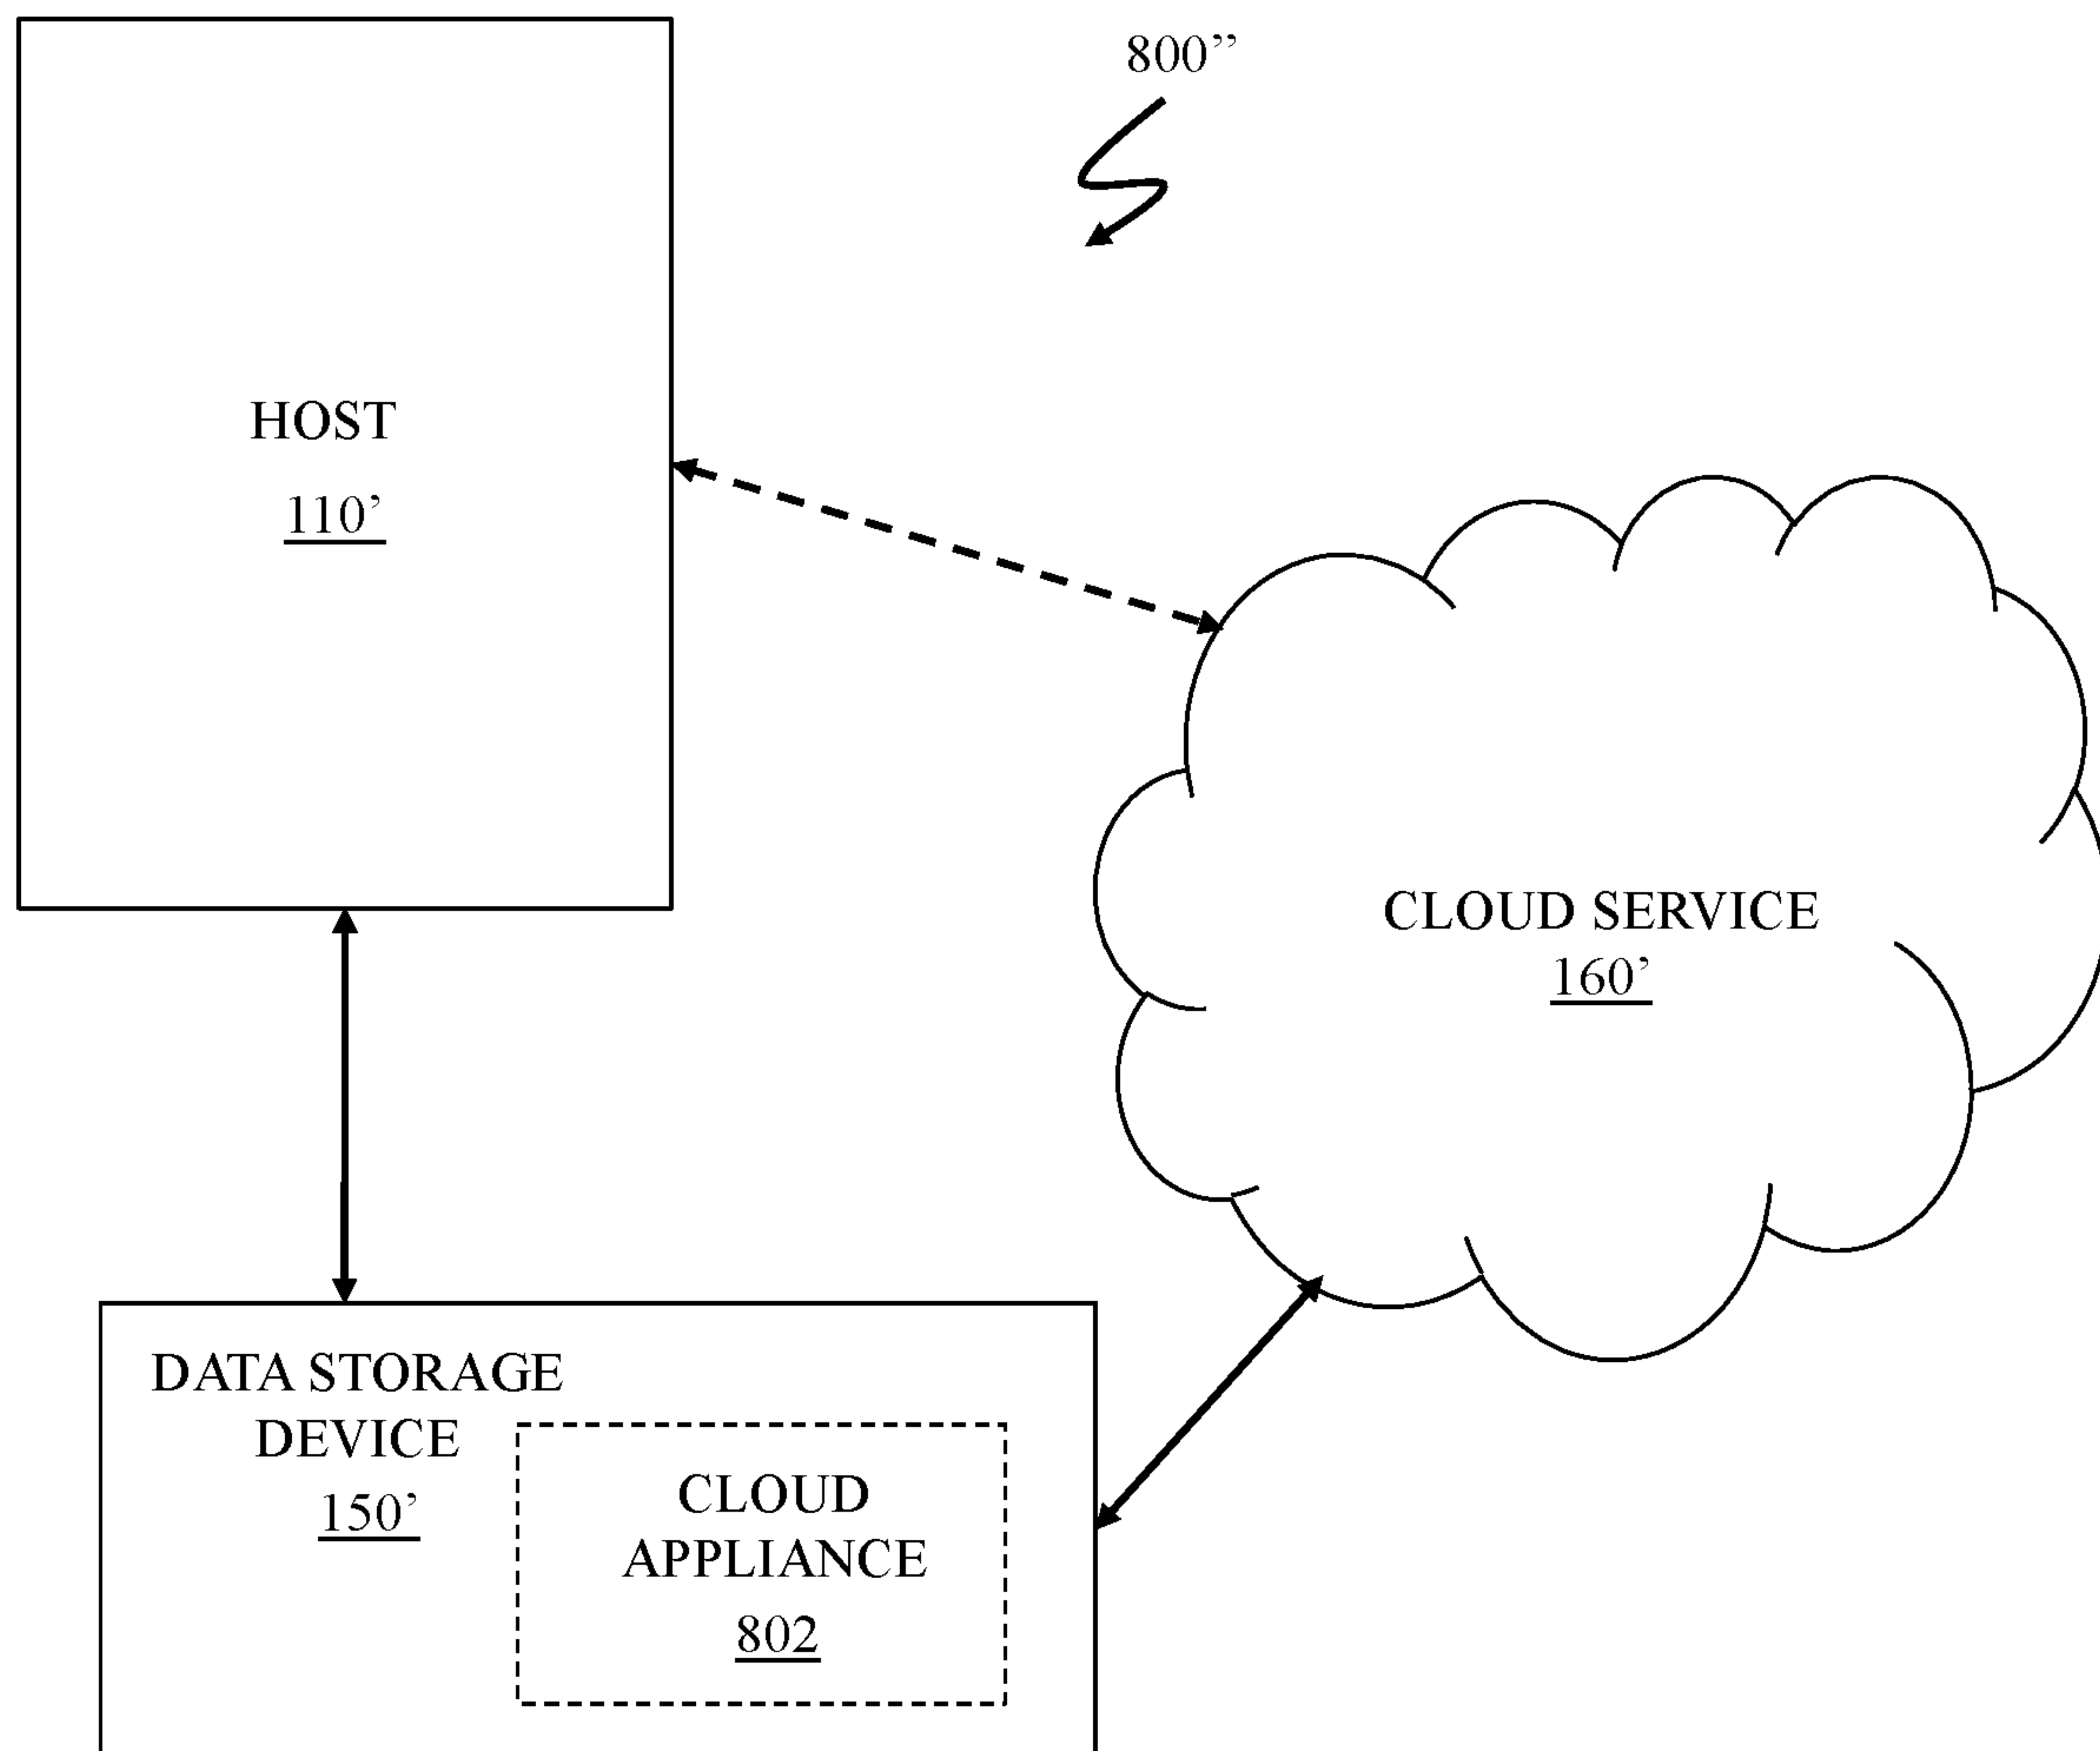 800”
HOST
110’
CLOUD SERVICE
160’
DATA STORAGE
DEVICE
150’
CLOUD
APPLIANCE
802